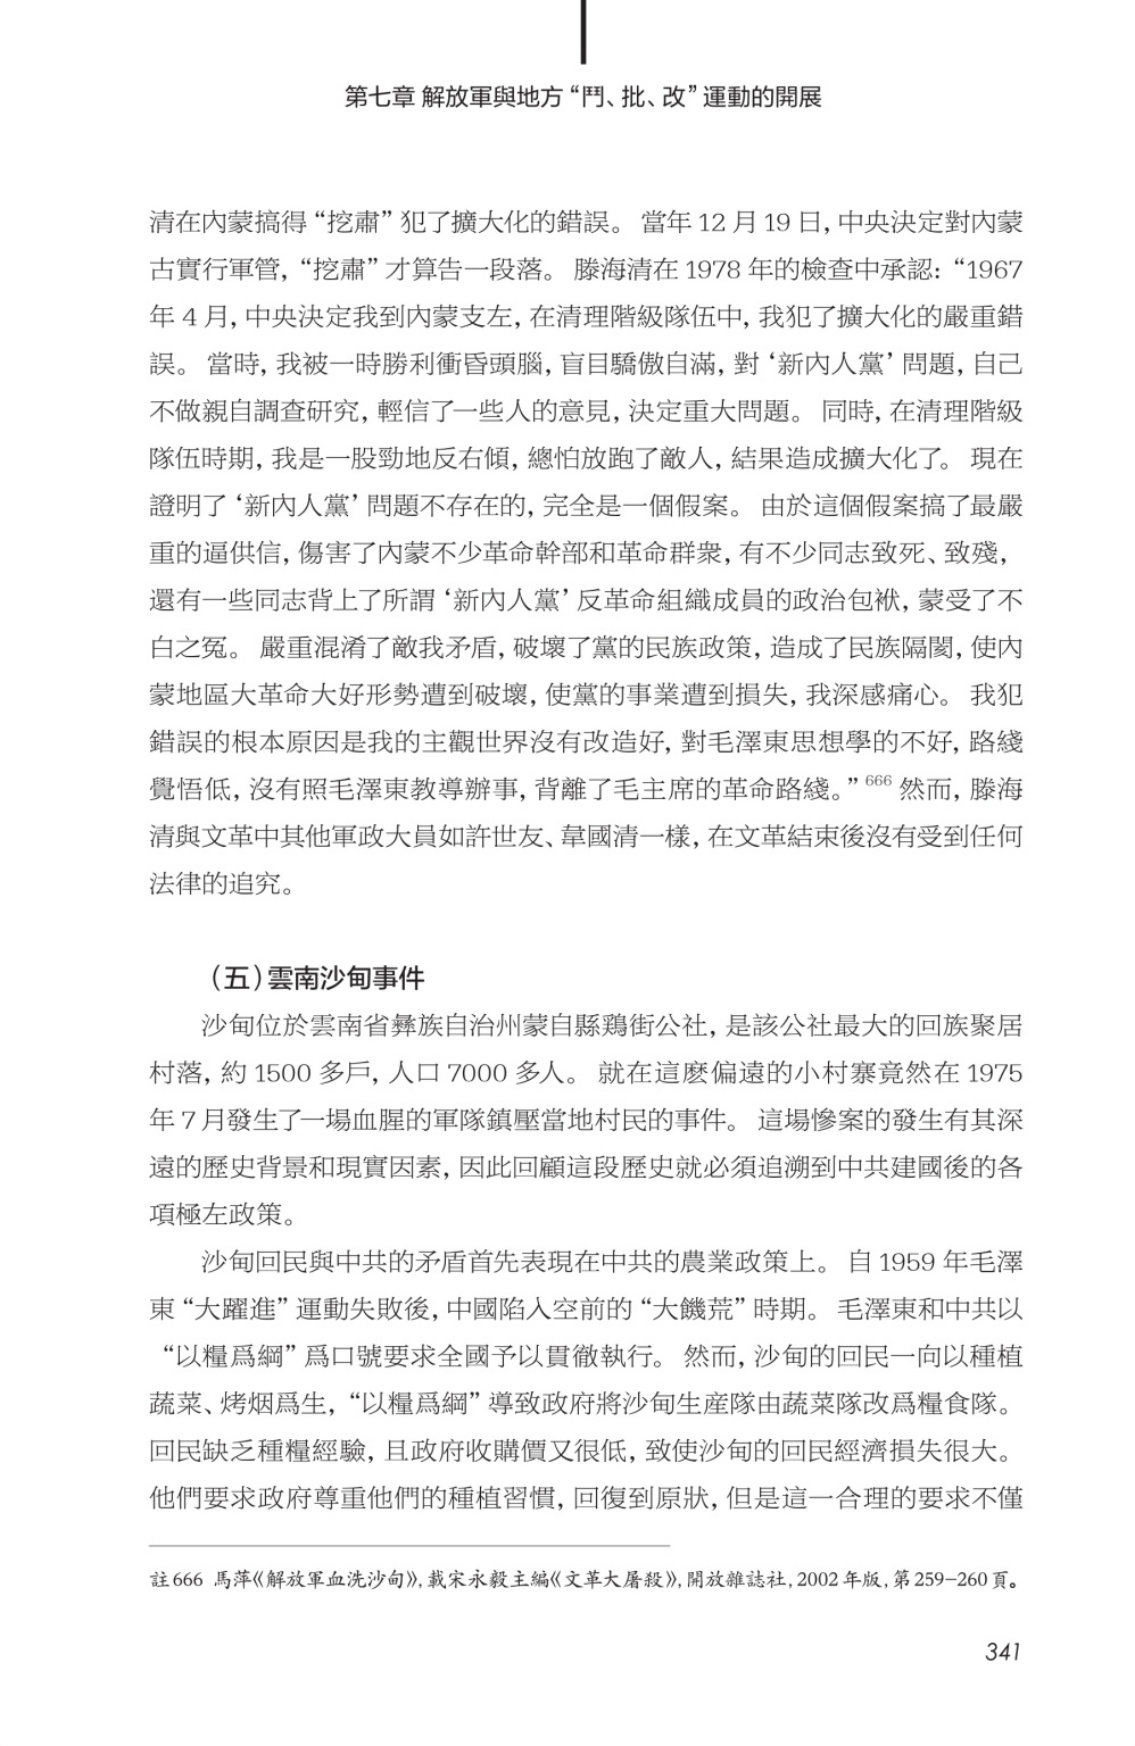 第七章 解放軍與地方“鬥、批、改”運動的開展
清在內蒙搞得“挖肅”犯了擴大化的錯誤。當年 12 月 19 日, 中央決定對內蒙
古實行軍管, “挖肅”才算告一段落。滕海清在 1978 年的檢查中承認: “1967
年 4 月, 中央決定我到內蒙支左, 在清理階級隊伍中, 我犯了擴大化的嚴重錯
誤。當時, 我被一時勝利衝昏頭腦, 盲目驕傲自滿, 對‘新內人黨’問題, 自己
不做親自調查研究, 輕信了一些人的意見, 決定重大問題。同時, 在清理階級
隊伍時期, 我是一股勁地反右傾, 總怕放跑了敵人, 結果造成擴大化了。現在
證明了‘新內人黨’問題不存在的, 完全是一個假案。由於這個假案搞了最嚴
重的逼供信, 傷害了內蒙不少革命幹部和革命群衆, 有不少同志致死、致殘,
還有一些同志背上了所謂‘新內人黨’反革命組織成員的政治包袱, 蒙受了不
白之冤。嚴重混淆了敵我矛盾, 破壞了黨的民族政策, 造成了民族隔閡, 使內
蒙地區大革命大好形勢遭到破壞, 使黨的事業遭到損失, 我深感痛心。我犯
錯誤的根本原因是我的主觀世界沒有改造好, 對毛澤東思想學的不好, 路綫
覺悟低, 沒有照毛澤東教導辦事, 背離了毛主席的革命路綫。” 666 然而, 滕海
清與文革中其他軍政大員如許世友、韋國清一樣, 在文革結束後沒有受到任何
法律的追究。
（五）雲南沙甸事件
沙甸位於雲南省彝族自治州蒙自縣鷄街公社, 是該公社最大的回族聚居
村落, 約 1500 多戶, 人口 7000 多人。就在這麽偏遠的小村寨竟然在 1975
年 7 月發生了一場血腥的軍隊鎮壓當地村民的事件。這場慘案的發生有其深
遠的歷史背景和現實因素, 因此回顧這段歷史就必須追溯到中共建國後的各
項極左政策。
沙甸回民與中共的矛盾首先表現在中共的農業政策上。自 1959 年毛澤
東“大躍進”運動失敗後, 中國陷入空前的“大饑荒”時期。毛澤東和中共以
“以糧爲綱”爲口號要求全國予以貫徹執行。然而, 沙甸的回民一向以種植
蔬菜、烤烟爲生, “以糧爲綱”導致政府將沙甸生産隊由蔬菜隊改爲糧食隊。
回民缺乏種糧經驗, 且政府收購價又很低, 致使沙甸的回民經濟損失很大。
他們要求政府尊重他們的種植習慣, 回復到原狀, 但是這一合理的要求不僅
註 666 馬萍《解放軍血洗沙甸》, 載宋永毅主編《文革大屠殺》, 開放雜誌社, 2002 年版, 第 259–260 頁。
341